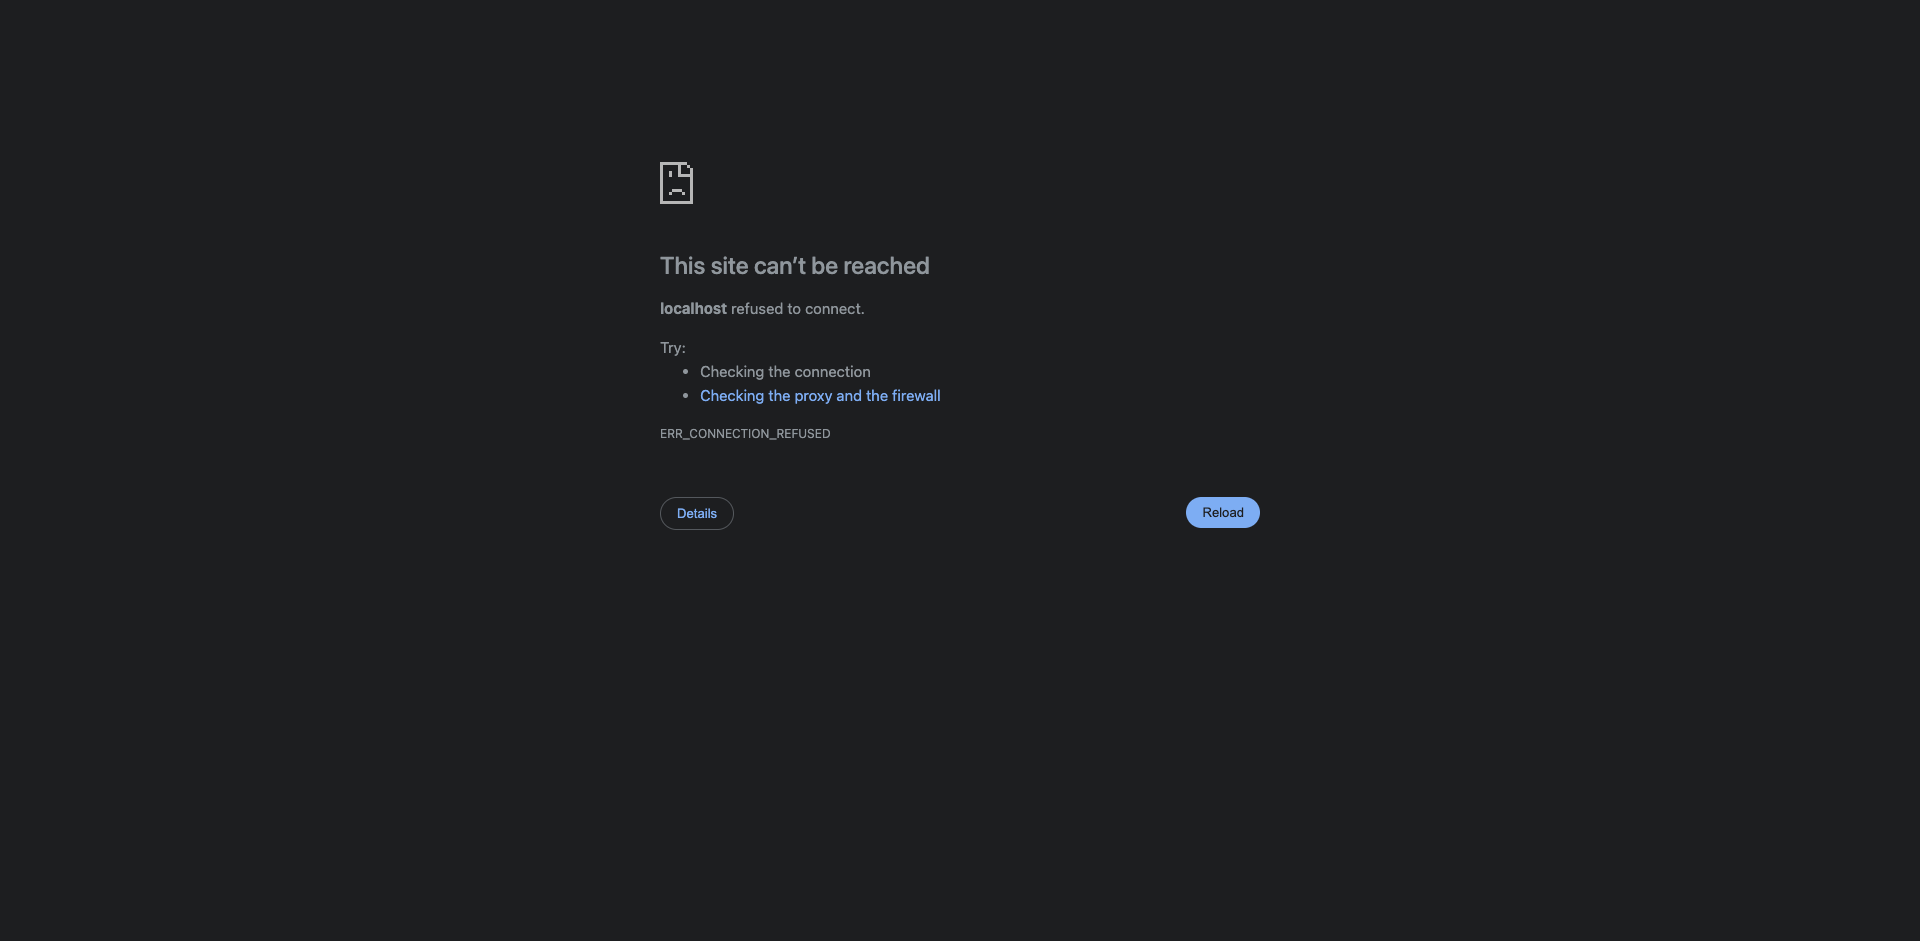 This site can’t be reached
localhost refused to connect.
Try:
• Checking the connection
• Checking the proxy and the firewall
ERR_CONNECTION_REFUSED
Details
Reload